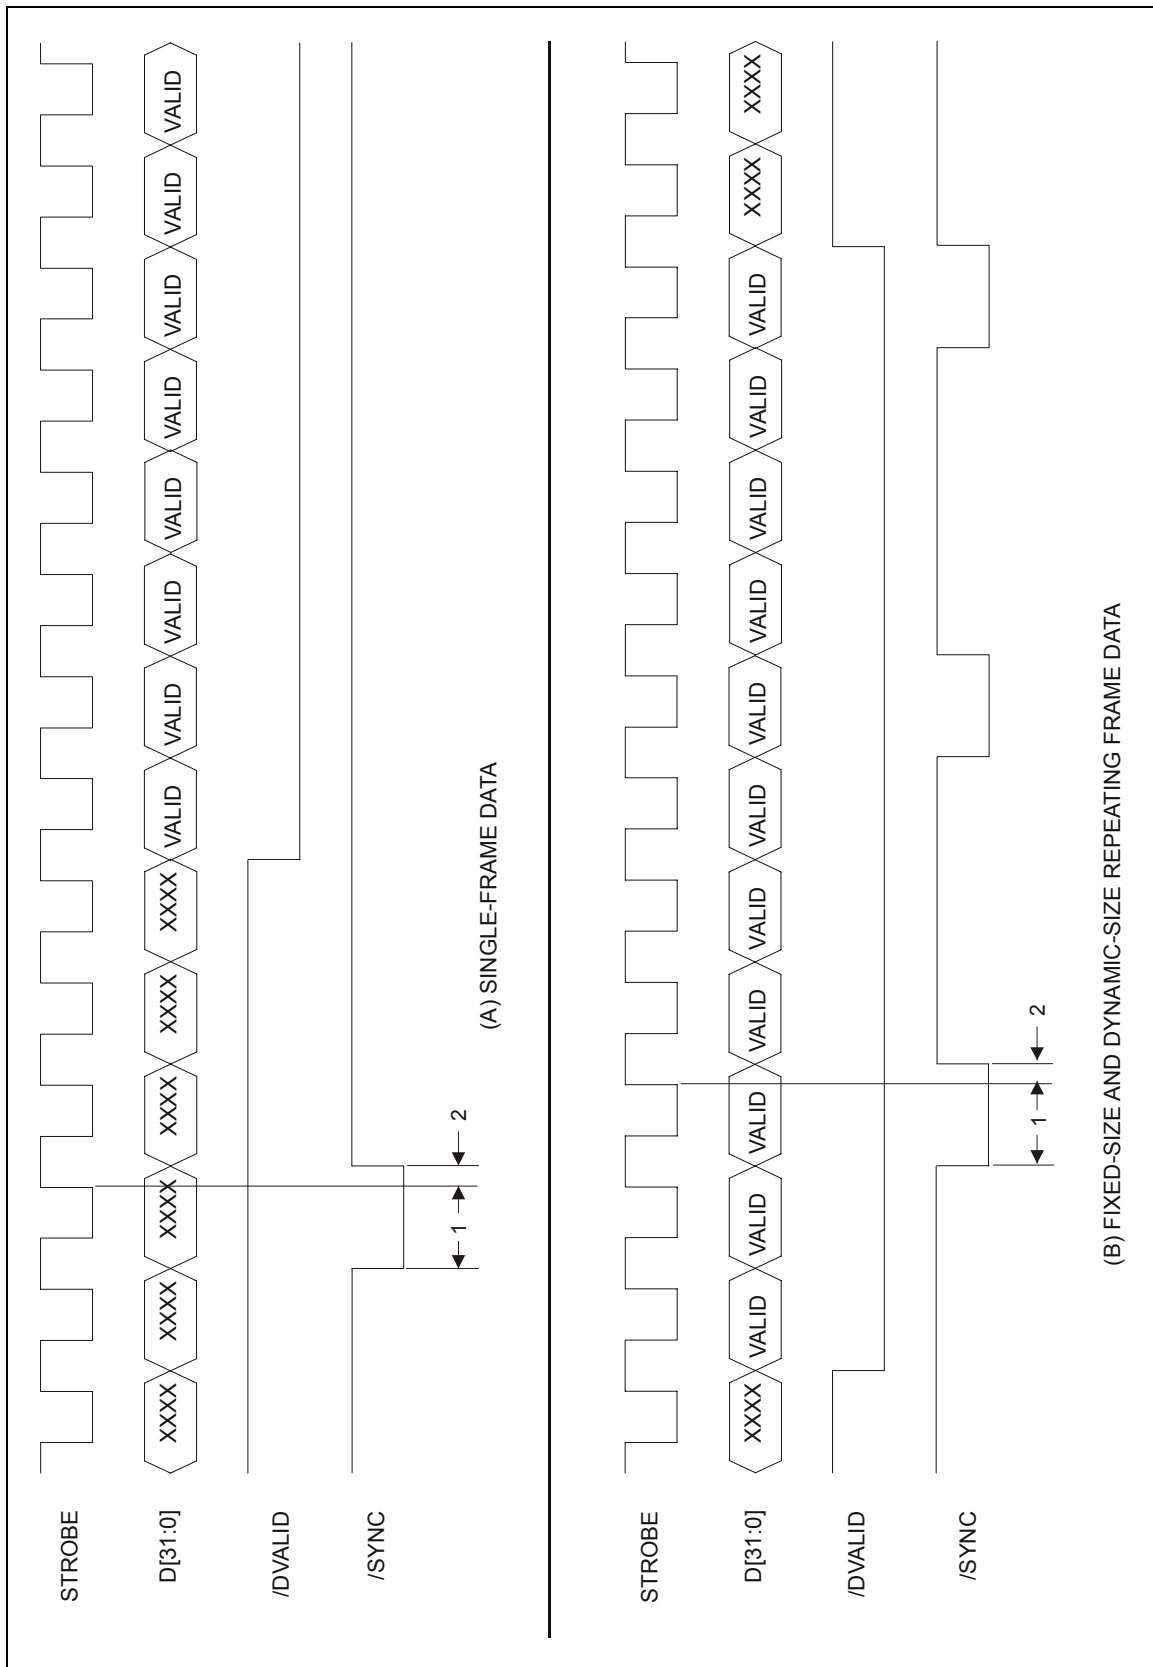 STROBE
D[31:0] XXXX XXXX XXXX XXXX XXXX XXXX VALID VALID VALID VALID VALID VALID VALID VALID
/DVALID
/SYNC
1 2
(A) SINGLE-FRAME DATA
STROBE
D[31:0] XXXX VALID VALID VALID VALID VALID VALID VALID VALID VALID VALID VALID XXXX XXXX
/DVALID
/SYNC
1 2
(B) FIXED-SIZE AND DYNAMIC-SIZE REPEATING FRAME DATA